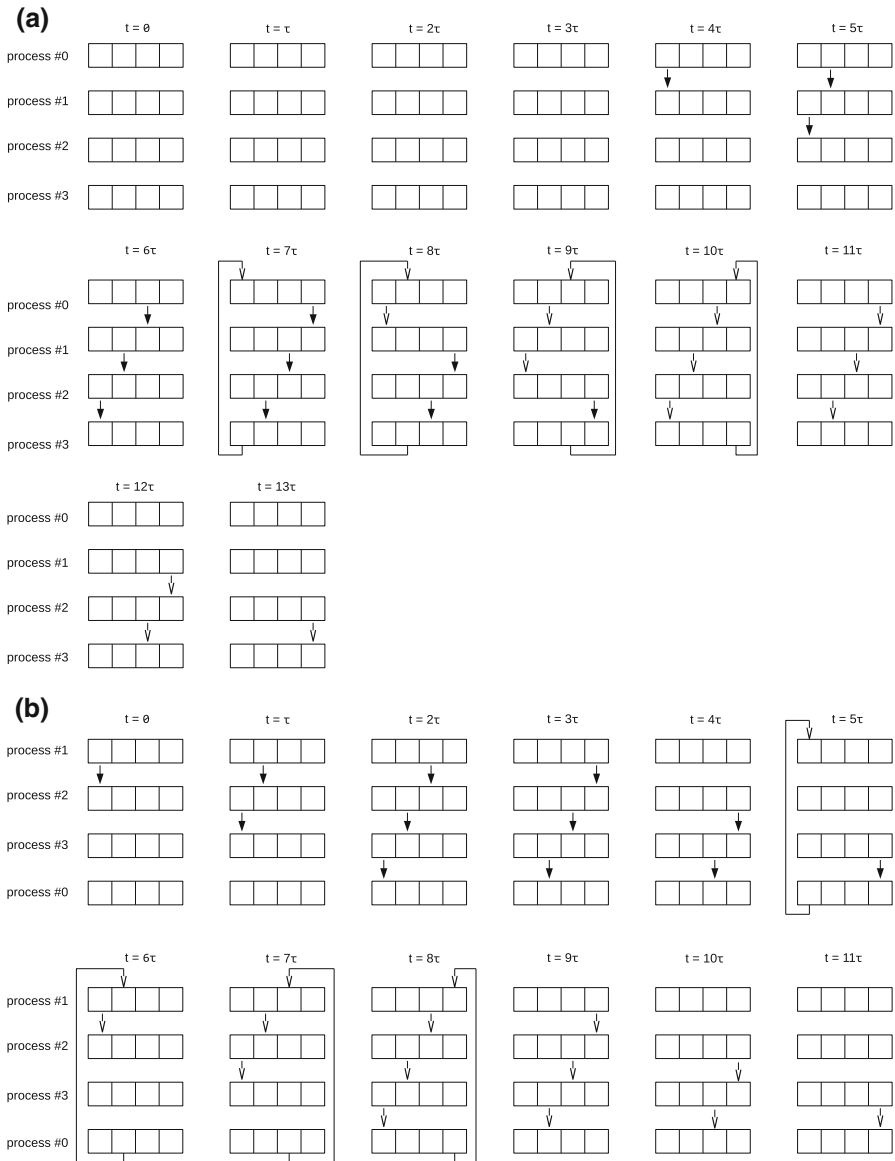 (a)
t = 0 t = τ t = 2τ t = 3τ t = 4τ t = 5τ
process #0
process #1
process #2
process #3
t = 6τ t = 7τ t = 8τ t = 9τ t = 10τ t = 11τ
process #0
process #1
process #2
process #3
t = 12τ t = 13τ
process #0
process #1
process #2
process #3
(b)
t = 0 t = τ t = 2τ t = 3τ t = 4τ t = 5τ
process #1
process #2
process #3
process #0
t = 6τ t = 7τ t = 8τ t = 9τ t = 10τ t = 11τ
process #1
process #2
process #3
process #0